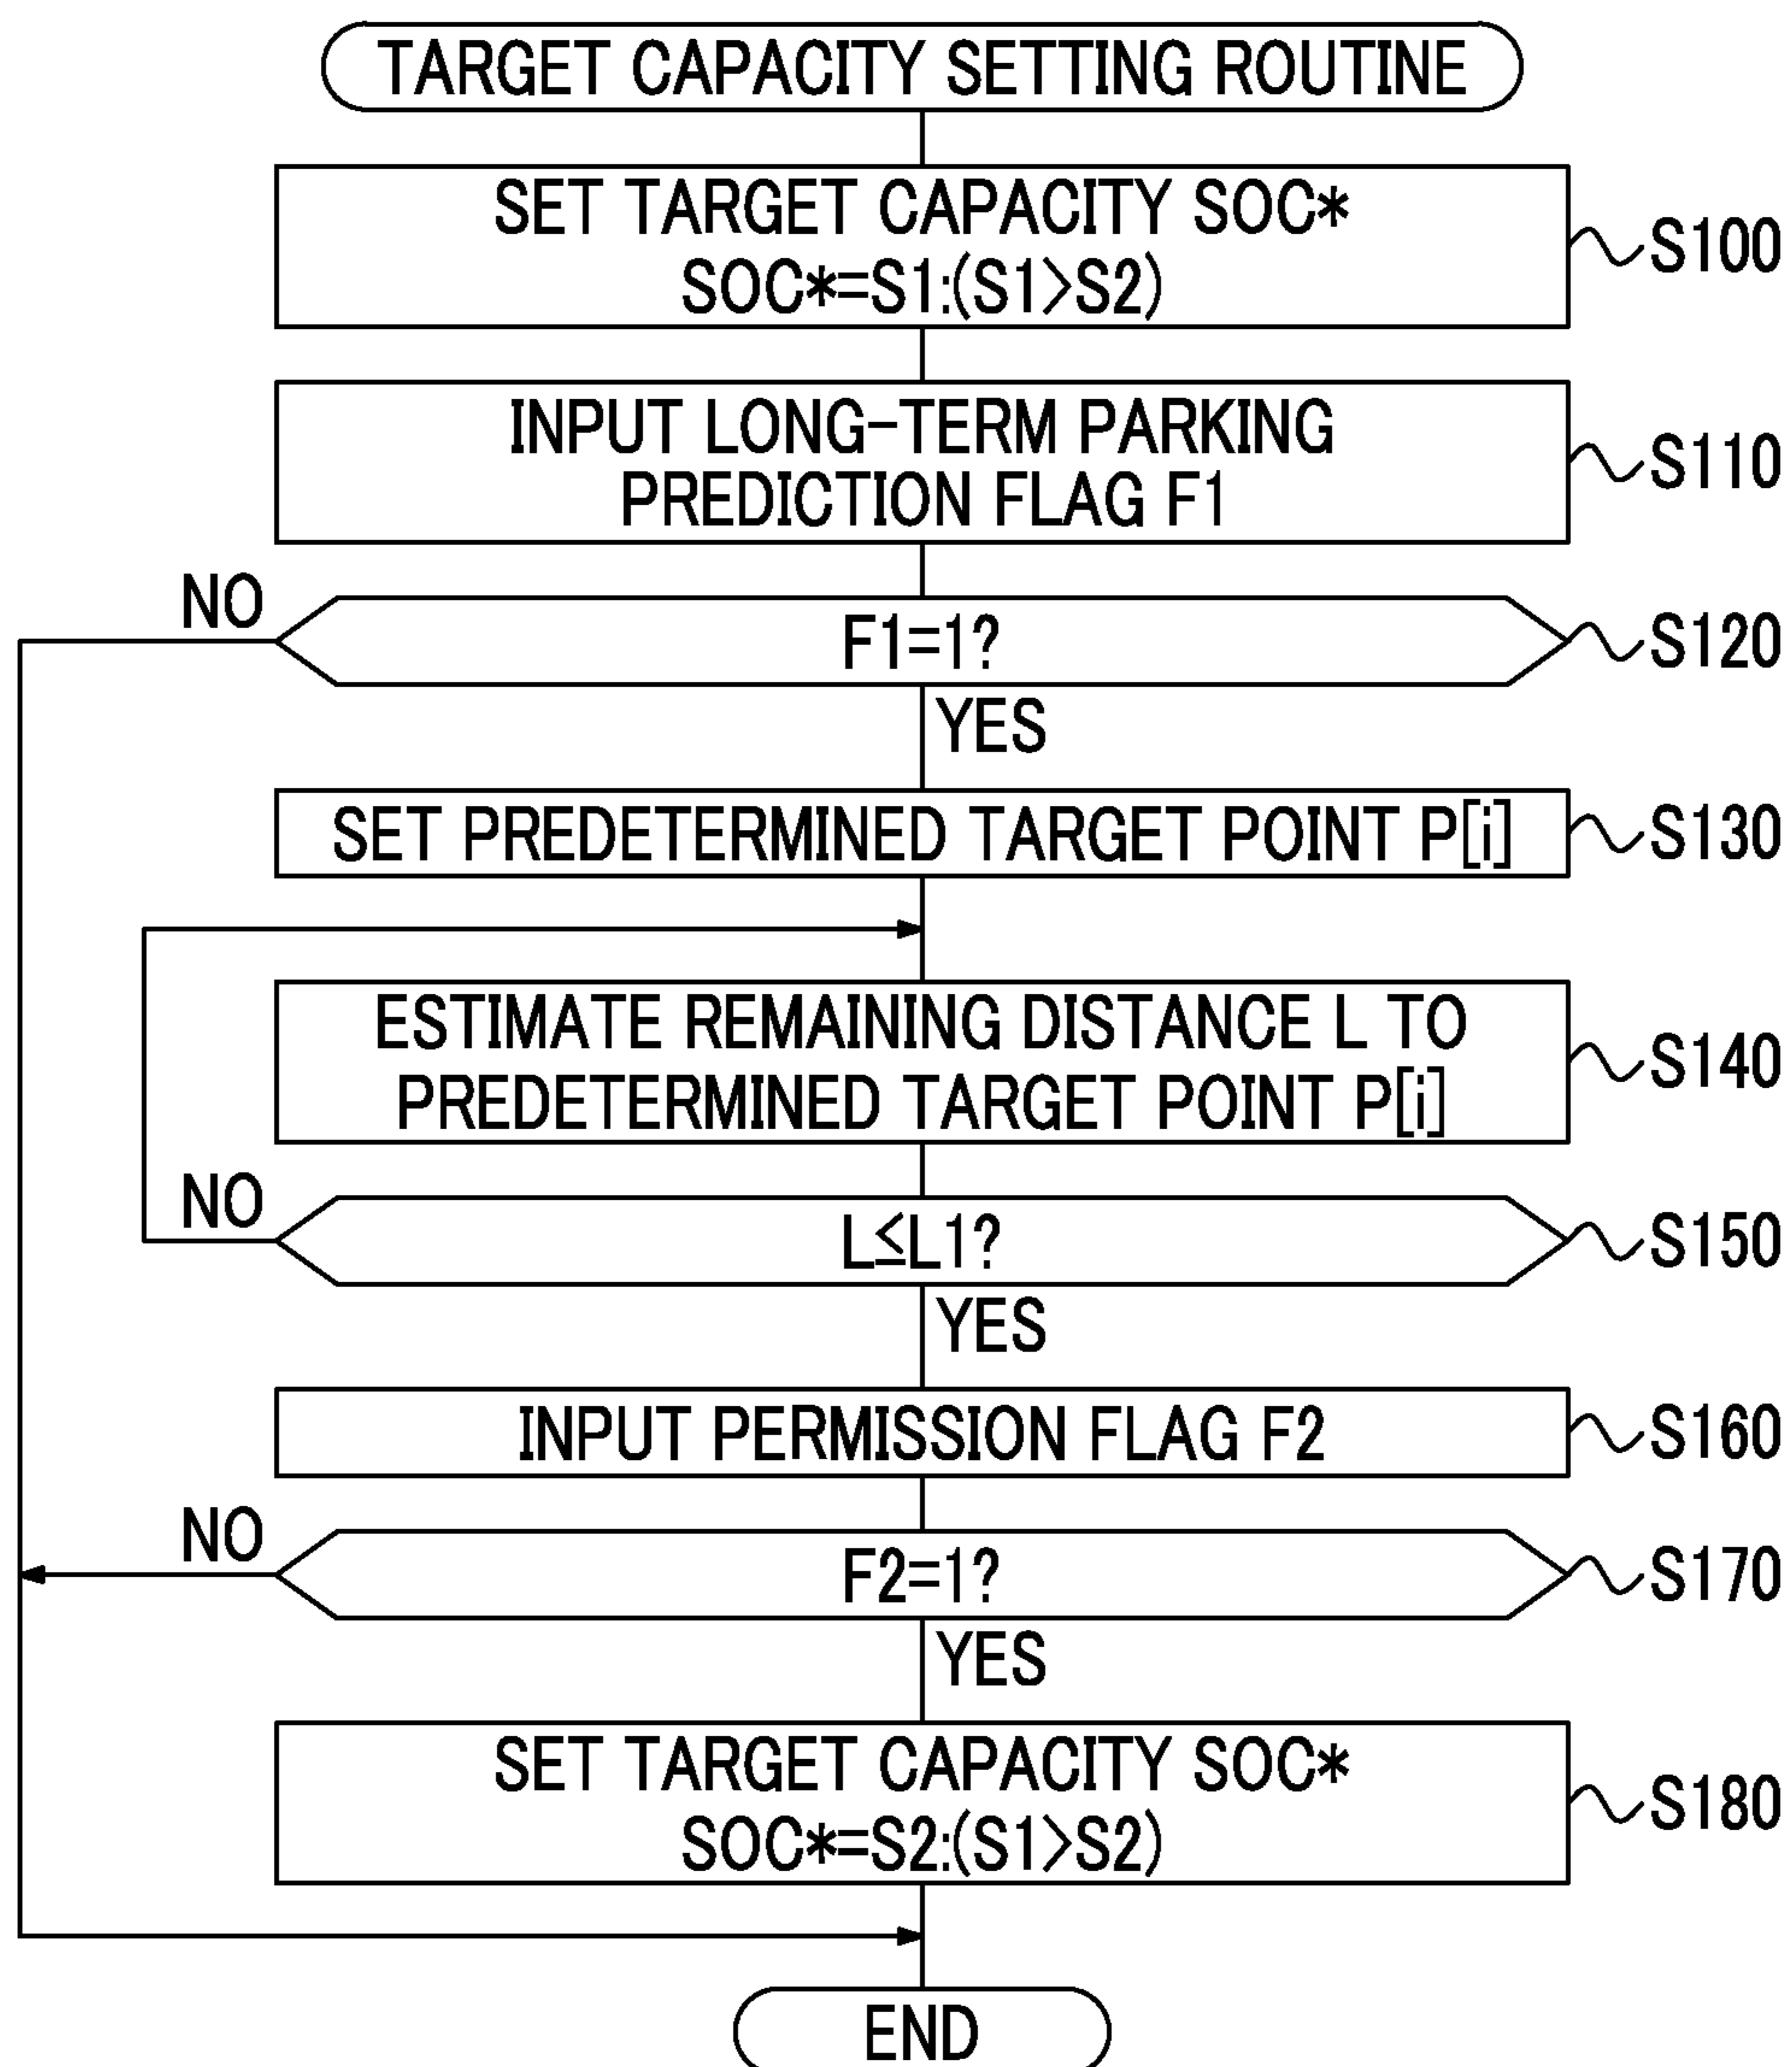 TARGET CAPACITY SETTING ROUTINE
SET TARGET CAPACITY SOC*
SOC*=S1:(S1>S2)
S100
INPUT LONG-TERM PARKING
PREDICTION FLAG F1
S110
NO
F1=1?
S120
YES
SET PREDETERMINED TARGET POINT P[i]
S130
ESTIMATE REMAINING DISTANCE L TO
PREDETERMINED TARGET POINT P[i]
S140
NO
L≤L1?
S150
YES
INPUT PERMISSION FLAG F2
S160
NO
F2=1?
S170
YES
SET TARGET CAPACITY SOC*
SOC*=S2:(S1>S2)
S180
END